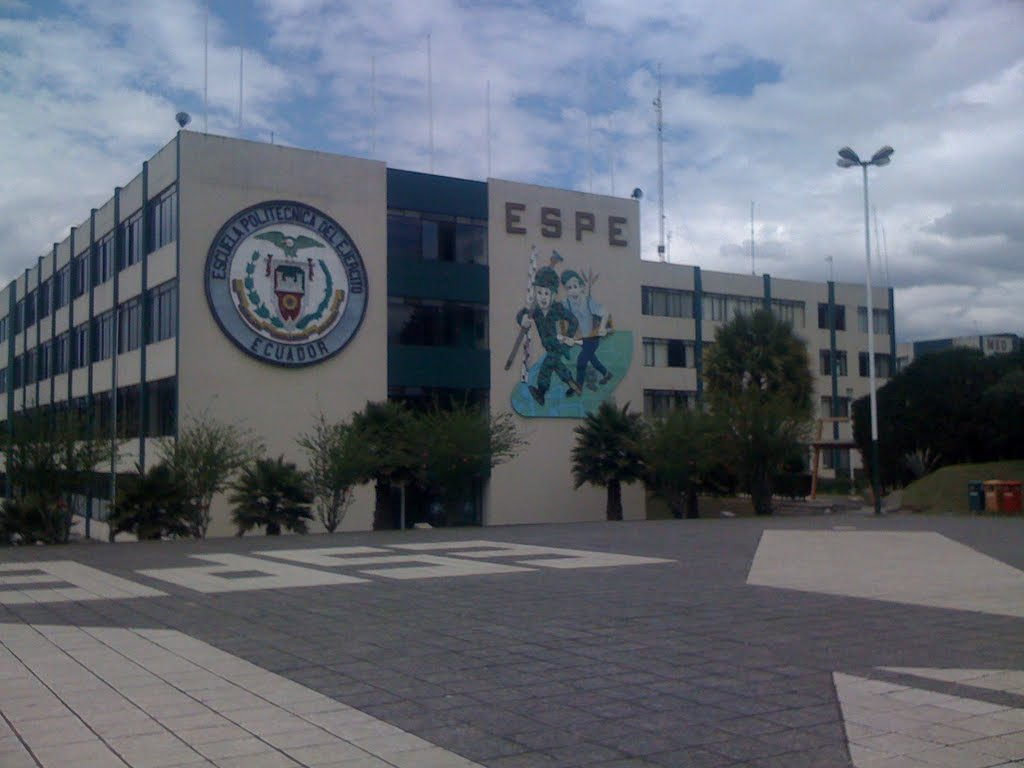 ESCUELA POLITECNICA DEL EJERCITO
ECUADOR
ESPE